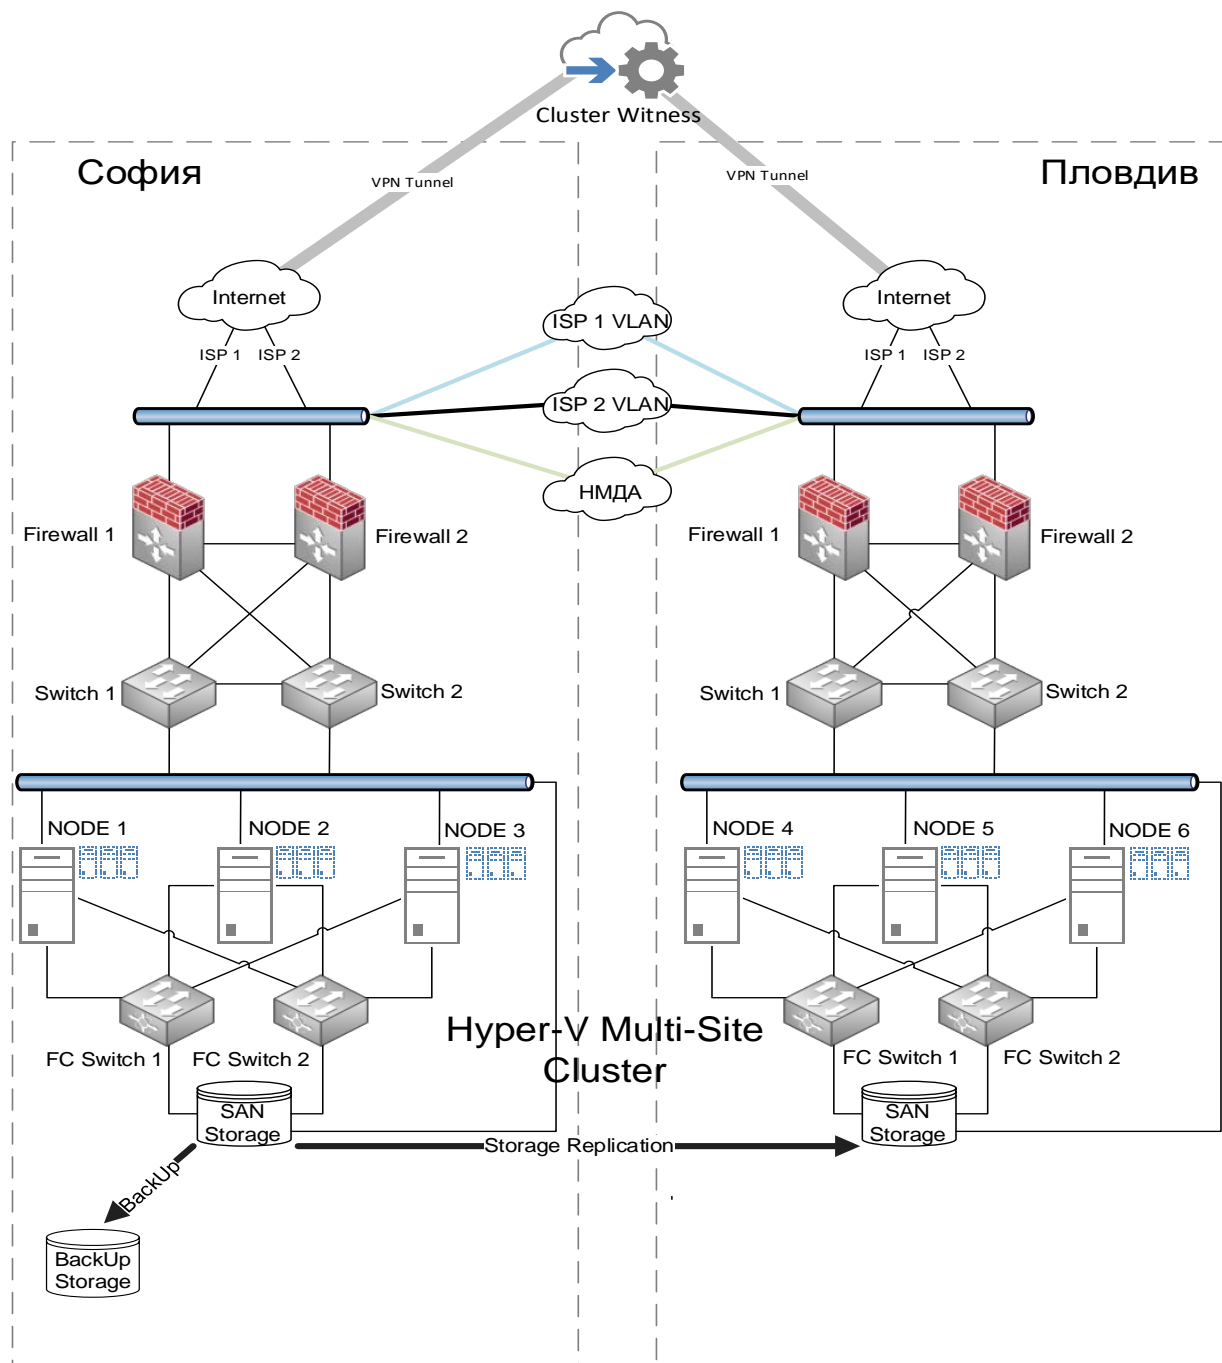 Cluster Witness
София
Пловдив
VPN Tunnel
VPN Tunnel
Internet
Internet
ISP 1 VLAN
ISP 1
ISP 2
ISP 1
ISP 2
ISP 2 VLAN
НМДА
Firewall 1
Firewall 2
Firewall 1
Firewall 2
Switch 1
Switch 2
Switch 1
Switch 2
NODE 1
NODE 2
NODE 3
NODE 4
NODE 5
NODE 6
Hyper-V Multi-Site
Cluster
FC Switch 1
FC Switch 2
FC Switch 1
FC Switch 2
SAN
Storage
SAN
Storage
Storage Replication
BackUp
BackUp
Storage